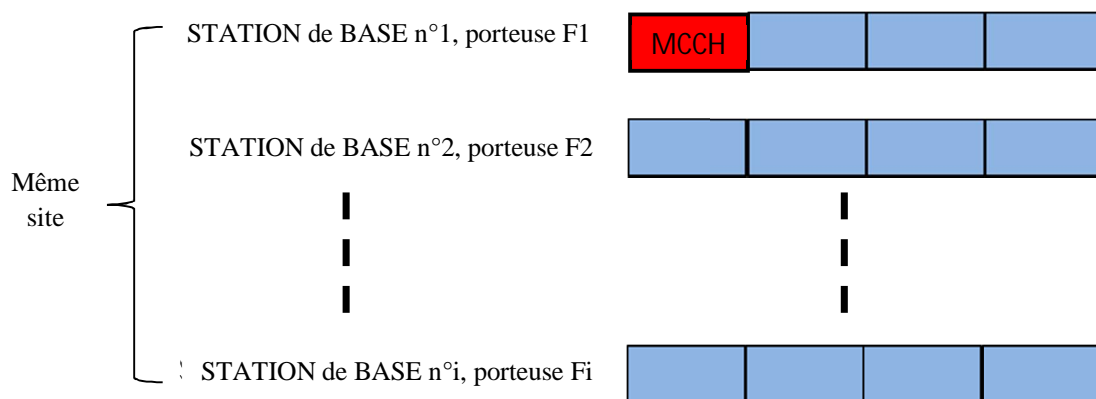 STATION de BASE n°1, porteuse F1
MCCH
STATION de BASE n°2, porteuse F2
Même
site
STATION de BASE n°i, porteuse Fi